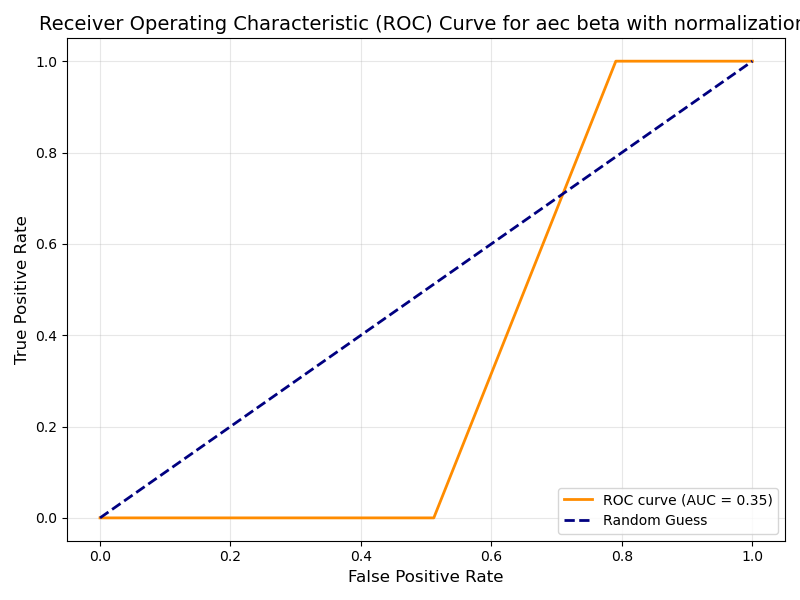 Receiver Operating Characteristic (ROC) Curve for aec beta with normalization
True Positive Rate
1.0
0.8
0.6
0.4
0.2
0.0
ROC curve (AUC = 0.35)
Random Guess
0.0 0.2 0.4 0.6 0.8 1.0
False Positive Rate